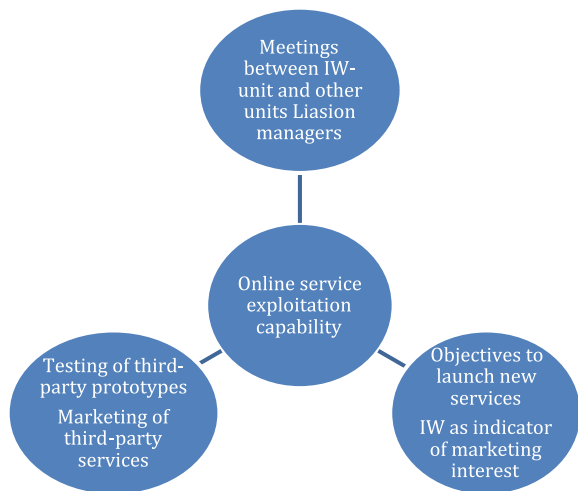 Meetings
between IW-
unit and other
units Liasion
managers
Online service
exploitation
capability
Testing of third-
party prototypes
Marketing of
third-party
services
Objectives to
launch new
services
IW as indicator
of marketing
interest